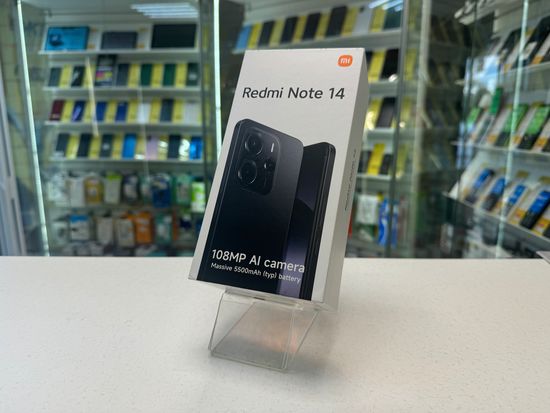 mi
Redmi Note 14
108MP AI camera
Massive 5500mAh (typ) battery